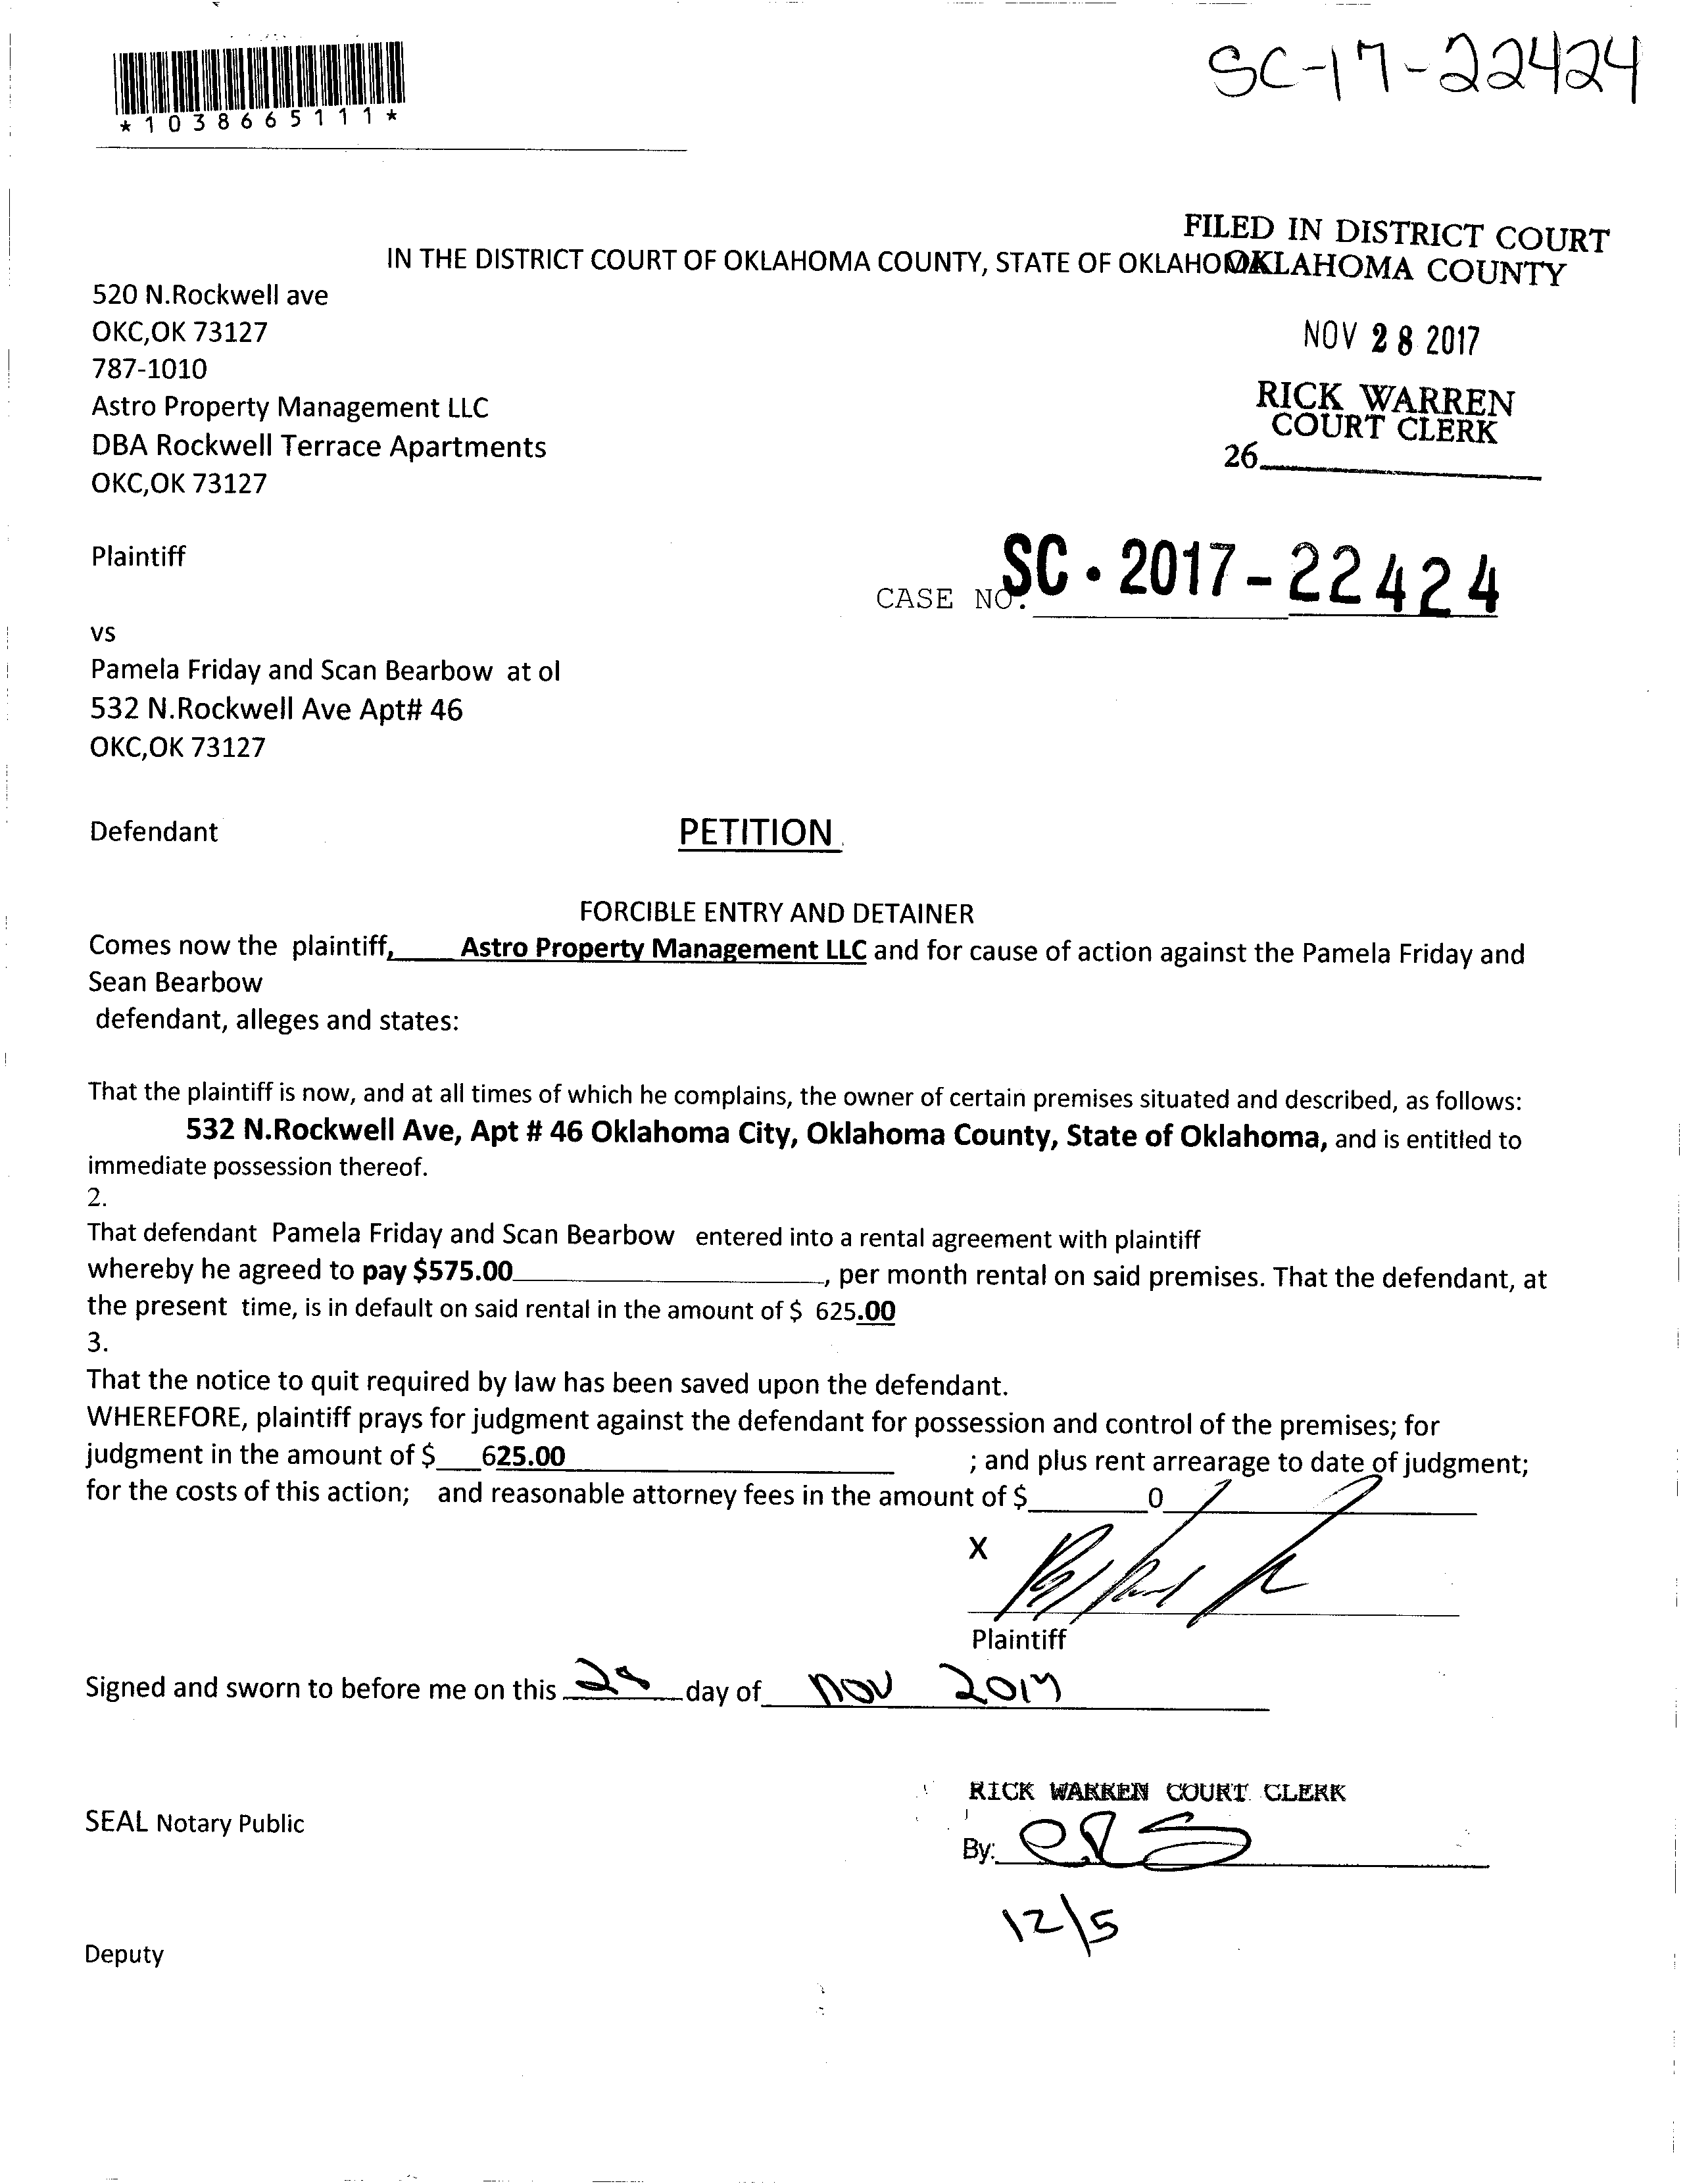 SC-17-22424
*1038665111*
FILED IN DISTRICT COURT
OKLAHOMA COUNTY
IN THE DISTRICT COURT OF OKLAHOMA COUNTY, STATE OF OKLAHO
520 N.Rockwell ave
OKC,OK 73127
NOV 28 2017
787-1010
Astro Property Management LLC
RICK WARREN
COURT CLERK
DBA Rockwell Terrace Apartments
26
OKC,OK 73127
Plaintiff
CASE NO. SC - 2017 - 22424
vs
Pamela Friday and Scan Bearbow at ol
532 N.Rockwell Ave Apt# 46
OKC,OK 73127
Defendant
PETITION
FORCIBLE ENTRY AND DETAINER
Comes now the plaintiff,____Astro Property Management LLC and for cause of action against the Pamela Friday and
Sean Bearbow
defendant, alleges and states:
That the plaintiff is now, and at all times of which he complains, the owner of certain premises situated and described, as follows:
532 N.Rockwell Ave, Apt # 46 Oklahoma City, Oklahoma County, State of Oklahoma, and is entitled to
immediate possession thereof.
2.
That defendant Pamela Friday and Scan Bearbow entered into a rental agreement with plaintiff
whereby he agreed to pay $575.00____, per month rental on said premises. That the defendant, at
the present time, is in default on said rental in the amount of $ 625.00
3.
That the notice to quit required by law has been saved upon the defendant.
WHEREFORE, plaintiff prays for judgment against the defendant for possession and control of the premises; for
judgment in the amount of $___625.00____ ; and plus rent arrearage to date of judgment;
for the costs of this action; and reasonable attorney fees in the amount of $____0____
X
Plaintiff
Signed and sworn to before me on this 28 day of Nov 2017
RICK WARREN COURT CLERK
SEAL Notary Public
By:
12/5
Deputy